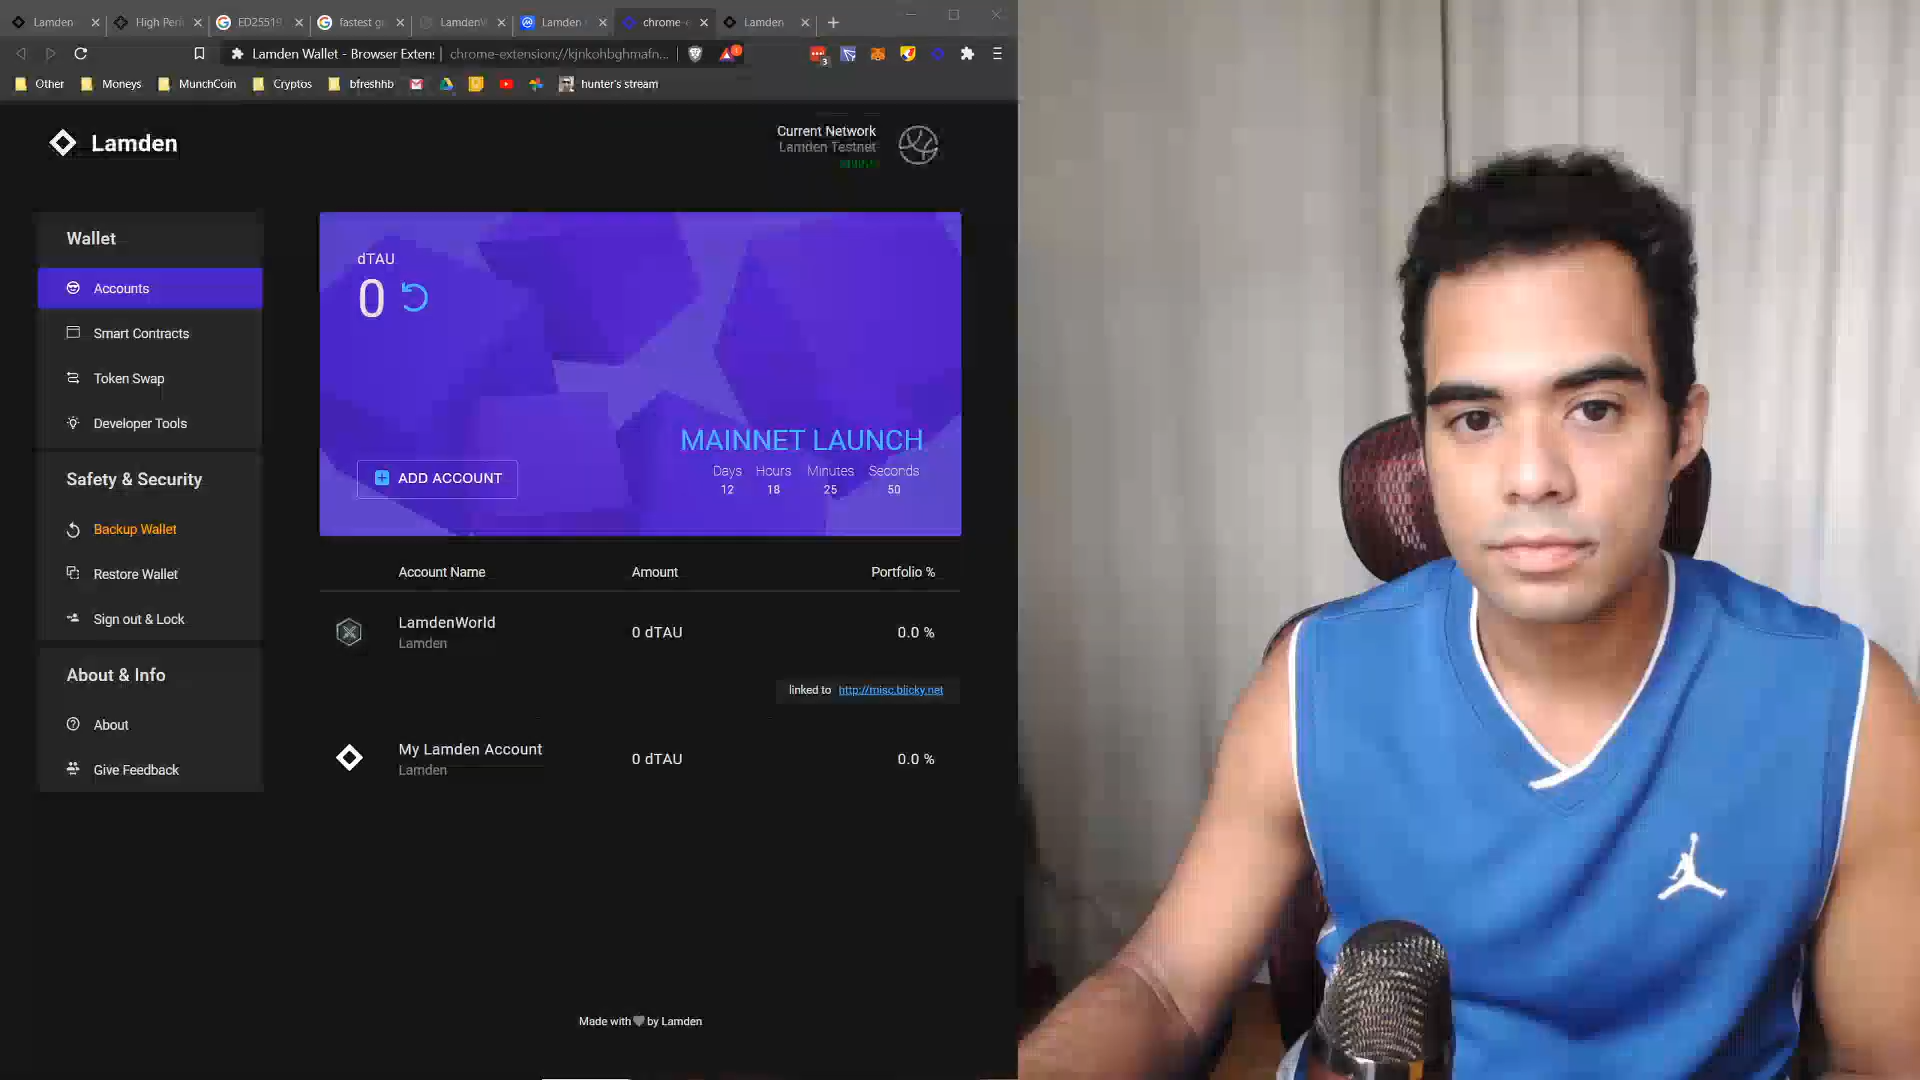 Lamden
High Perf
ED25519
fastest gr
LamdenW
Lamden
chrome-e
Lamden
Lamden Wallet - Browser Extens
chrome-extension://kjnkohbghmafn...
3
1
Other
Moneys
MunchCoin
Cryptos
bfreshhb
hunter's stream
Lamden
Current Network
Lamden Testnet
Wallet
Accounts
Smart Contracts
Token Swap
Developer Tools
Safety & Security
Backup Wallet
Restore Wallet
Sign out & Lock
About & Info
About
Give Feedback
dTAU
0
ADD ACCOUNT
MAINNET LAUNCH
Days Hours Minutes Seconds
12 18 25 50
Account Name Amount Portfolio %
LamdenWorld 0 dTAU 0.0 %
Lamden
linked to http://misc.blicky.net
My Lamden Account 0 dTAU 0.0 %
Lamden
Made with by Lamden